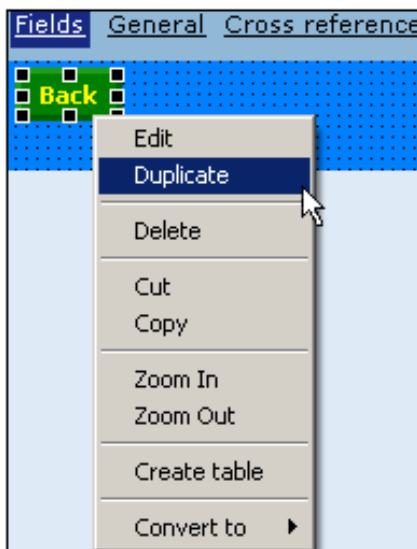 Fields General Cross reference
Back
Edit
Duplicate
Delete
Cut
Copy
Zoom In
Zoom Out
Create table
Convert to